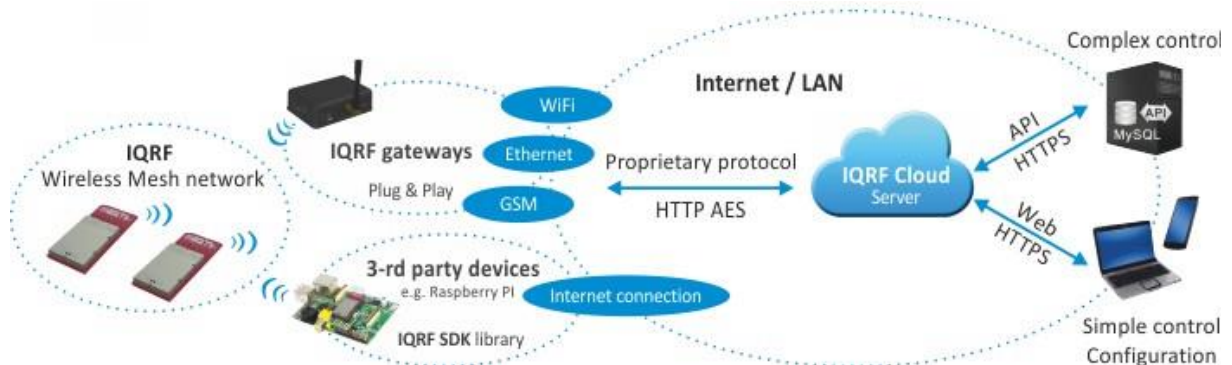 Complex control
WiFi
Internet / LAN
API
MySQL
API
HTTPS
IQRF
Wireless Mesh network
IQRF gateways
Ethernet
Plug & Play
GSM
Proprietary protocol
HTTP AES
IQRF Cloud
Server
Web
HTTPS
3-rd party devices
e.g. Raspberry PI
Internet connection
IQRF SDK library
Simple control
Configuration